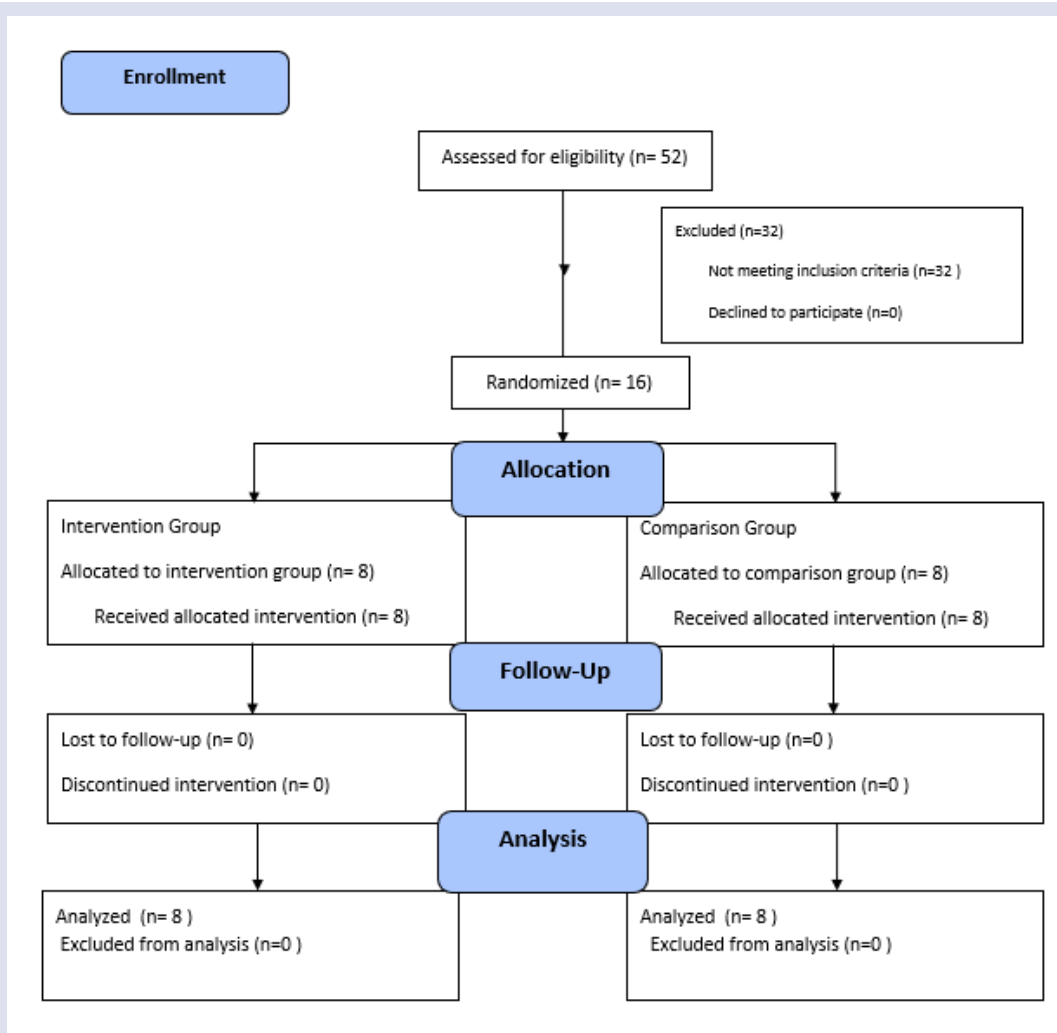 Enrollment
Assessed for eligibility (n= 52)
Excluded (n=32)
Not meeting inclusion criteria (n=32 )
Declined to participate (n=0)
Randomized (n= 16)
Allocation
Intervention Group
Allocated to intervention group (n= 8)
Received allocated intervention (n= 8)
Comparison Group
Allocated to comparison group (n= 8)
Received allocated intervention (n= 8)
Follow-Up
Lost to follow-up (n= 0)
Discontinued intervention (n= 0)
Lost to follow-up (n=0 )
Discontinued intervention (n=0 )
Analysis
Analyzed (n= 8 )
Excluded from analysis (n=0 )
Analyzed (n= 8 )
Excluded from analysis (n=0 )